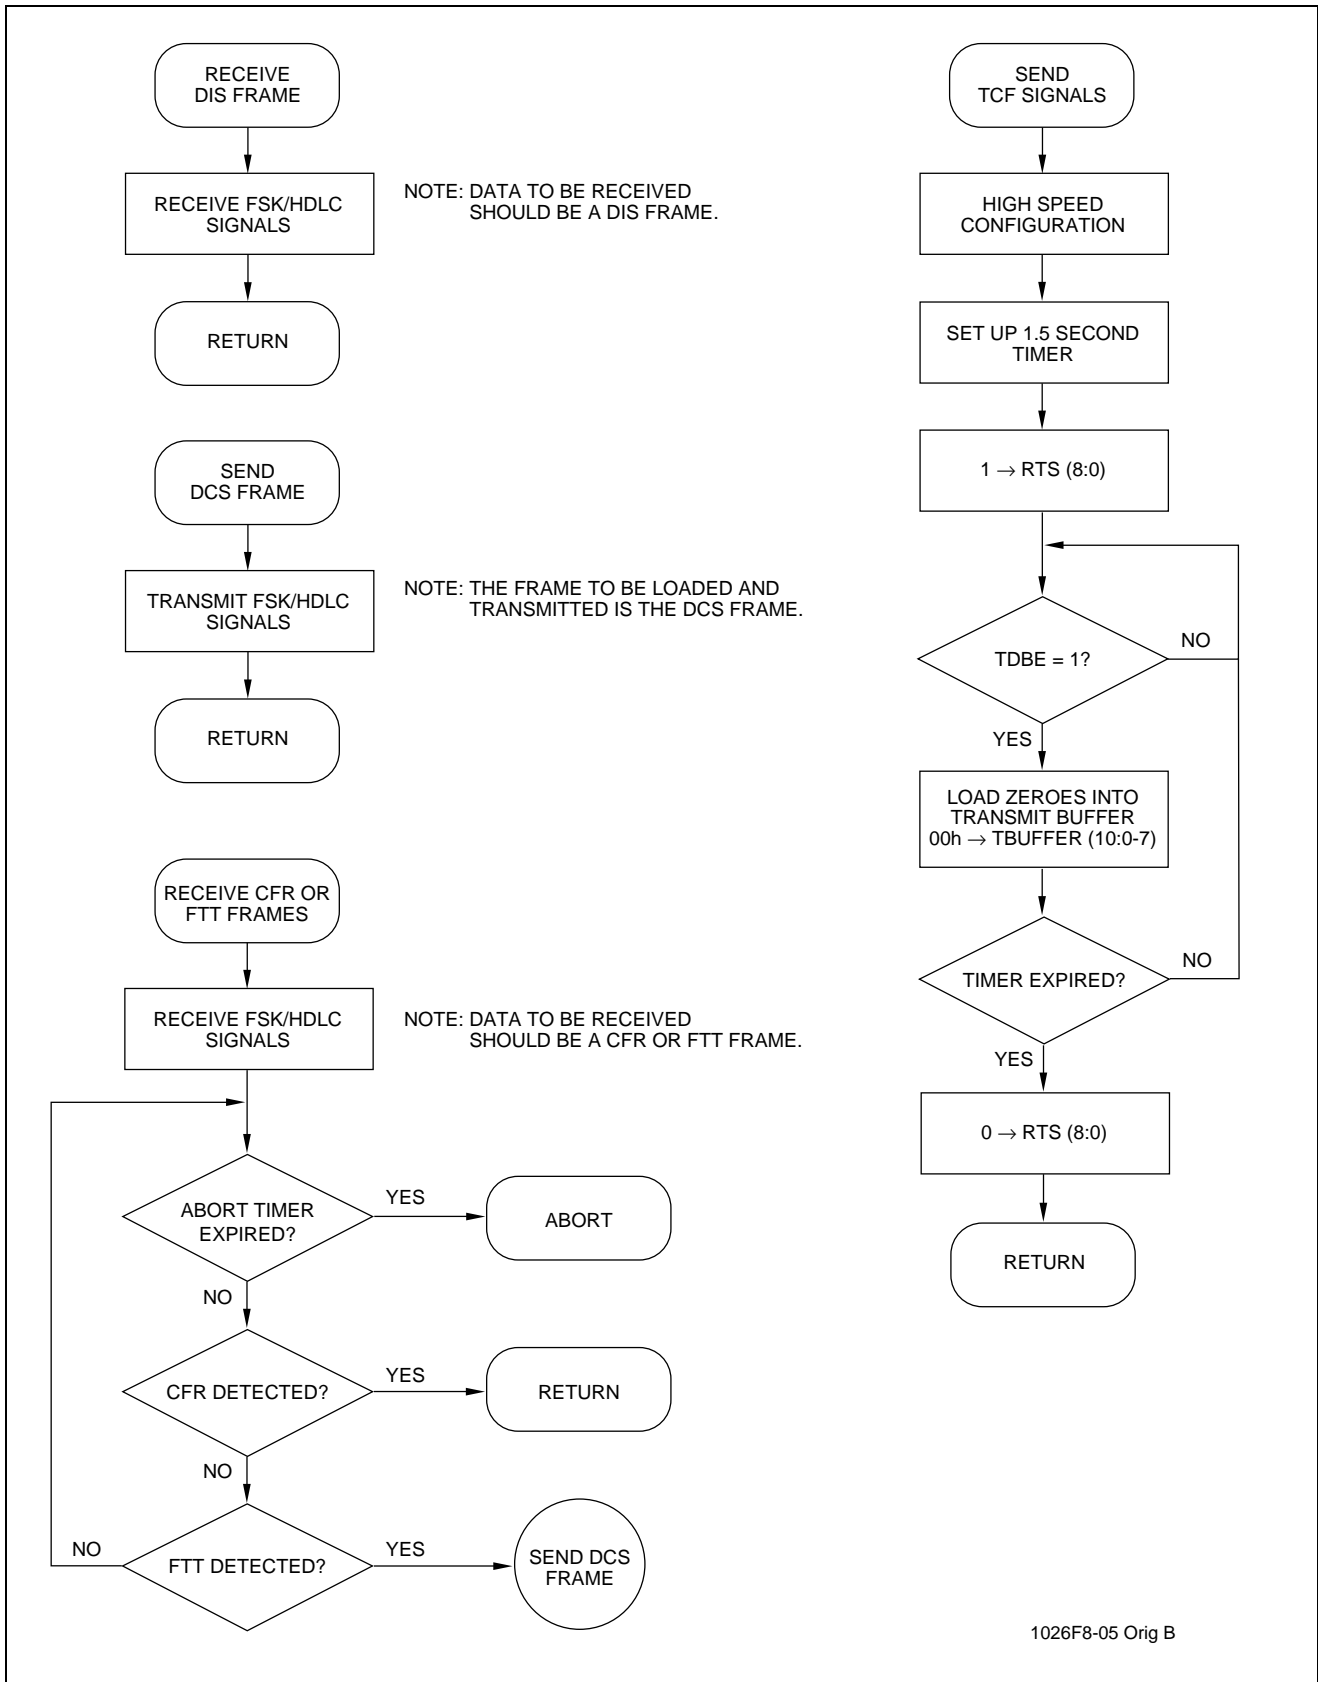 RECEIVE
DIS FRAME
RECEIVE FSK/HDLC
SIGNALS
NOTE: DATA TO BE RECEIVED
SHOULD BE A DIS FRAME.
RETURN
SEND
DCS FRAME
TRANSMIT FSK/HDLC
SIGNALS
NOTE: THE FRAME TO BE LOADED AND
TRANSMITTED IS THE DCS FRAME.
RETURN
RECEIVE CFR OR
FTT FRAMES
RECEIVE FSK/HDLC
SIGNALS
NOTE: DATA TO BE RECEIVED
SHOULD BE A CFR OR FTT FRAME.
ABORT TIMER
EXPIRED?
YES
ABORT
NO
CFR DETECTED?
YES
RETURN
NO
FTT DETECTED?
NO
YES
SEND DCS
FRAME
SEND
TCF SIGNALS
HIGH SPEED
CONFIGURATION
SET UP 1.5 SECOND
TIMER
1 → RTS (8:0)
TDBE = 1?
NO
YES
LOAD ZEROES INTO
TRANSMIT BUFFER
00h → TBUFFER (10:0-7)
TIMER EXPIRED?
NO
YES
0 → RTS (8:0)
RETURN
1026F8-05 Orig B